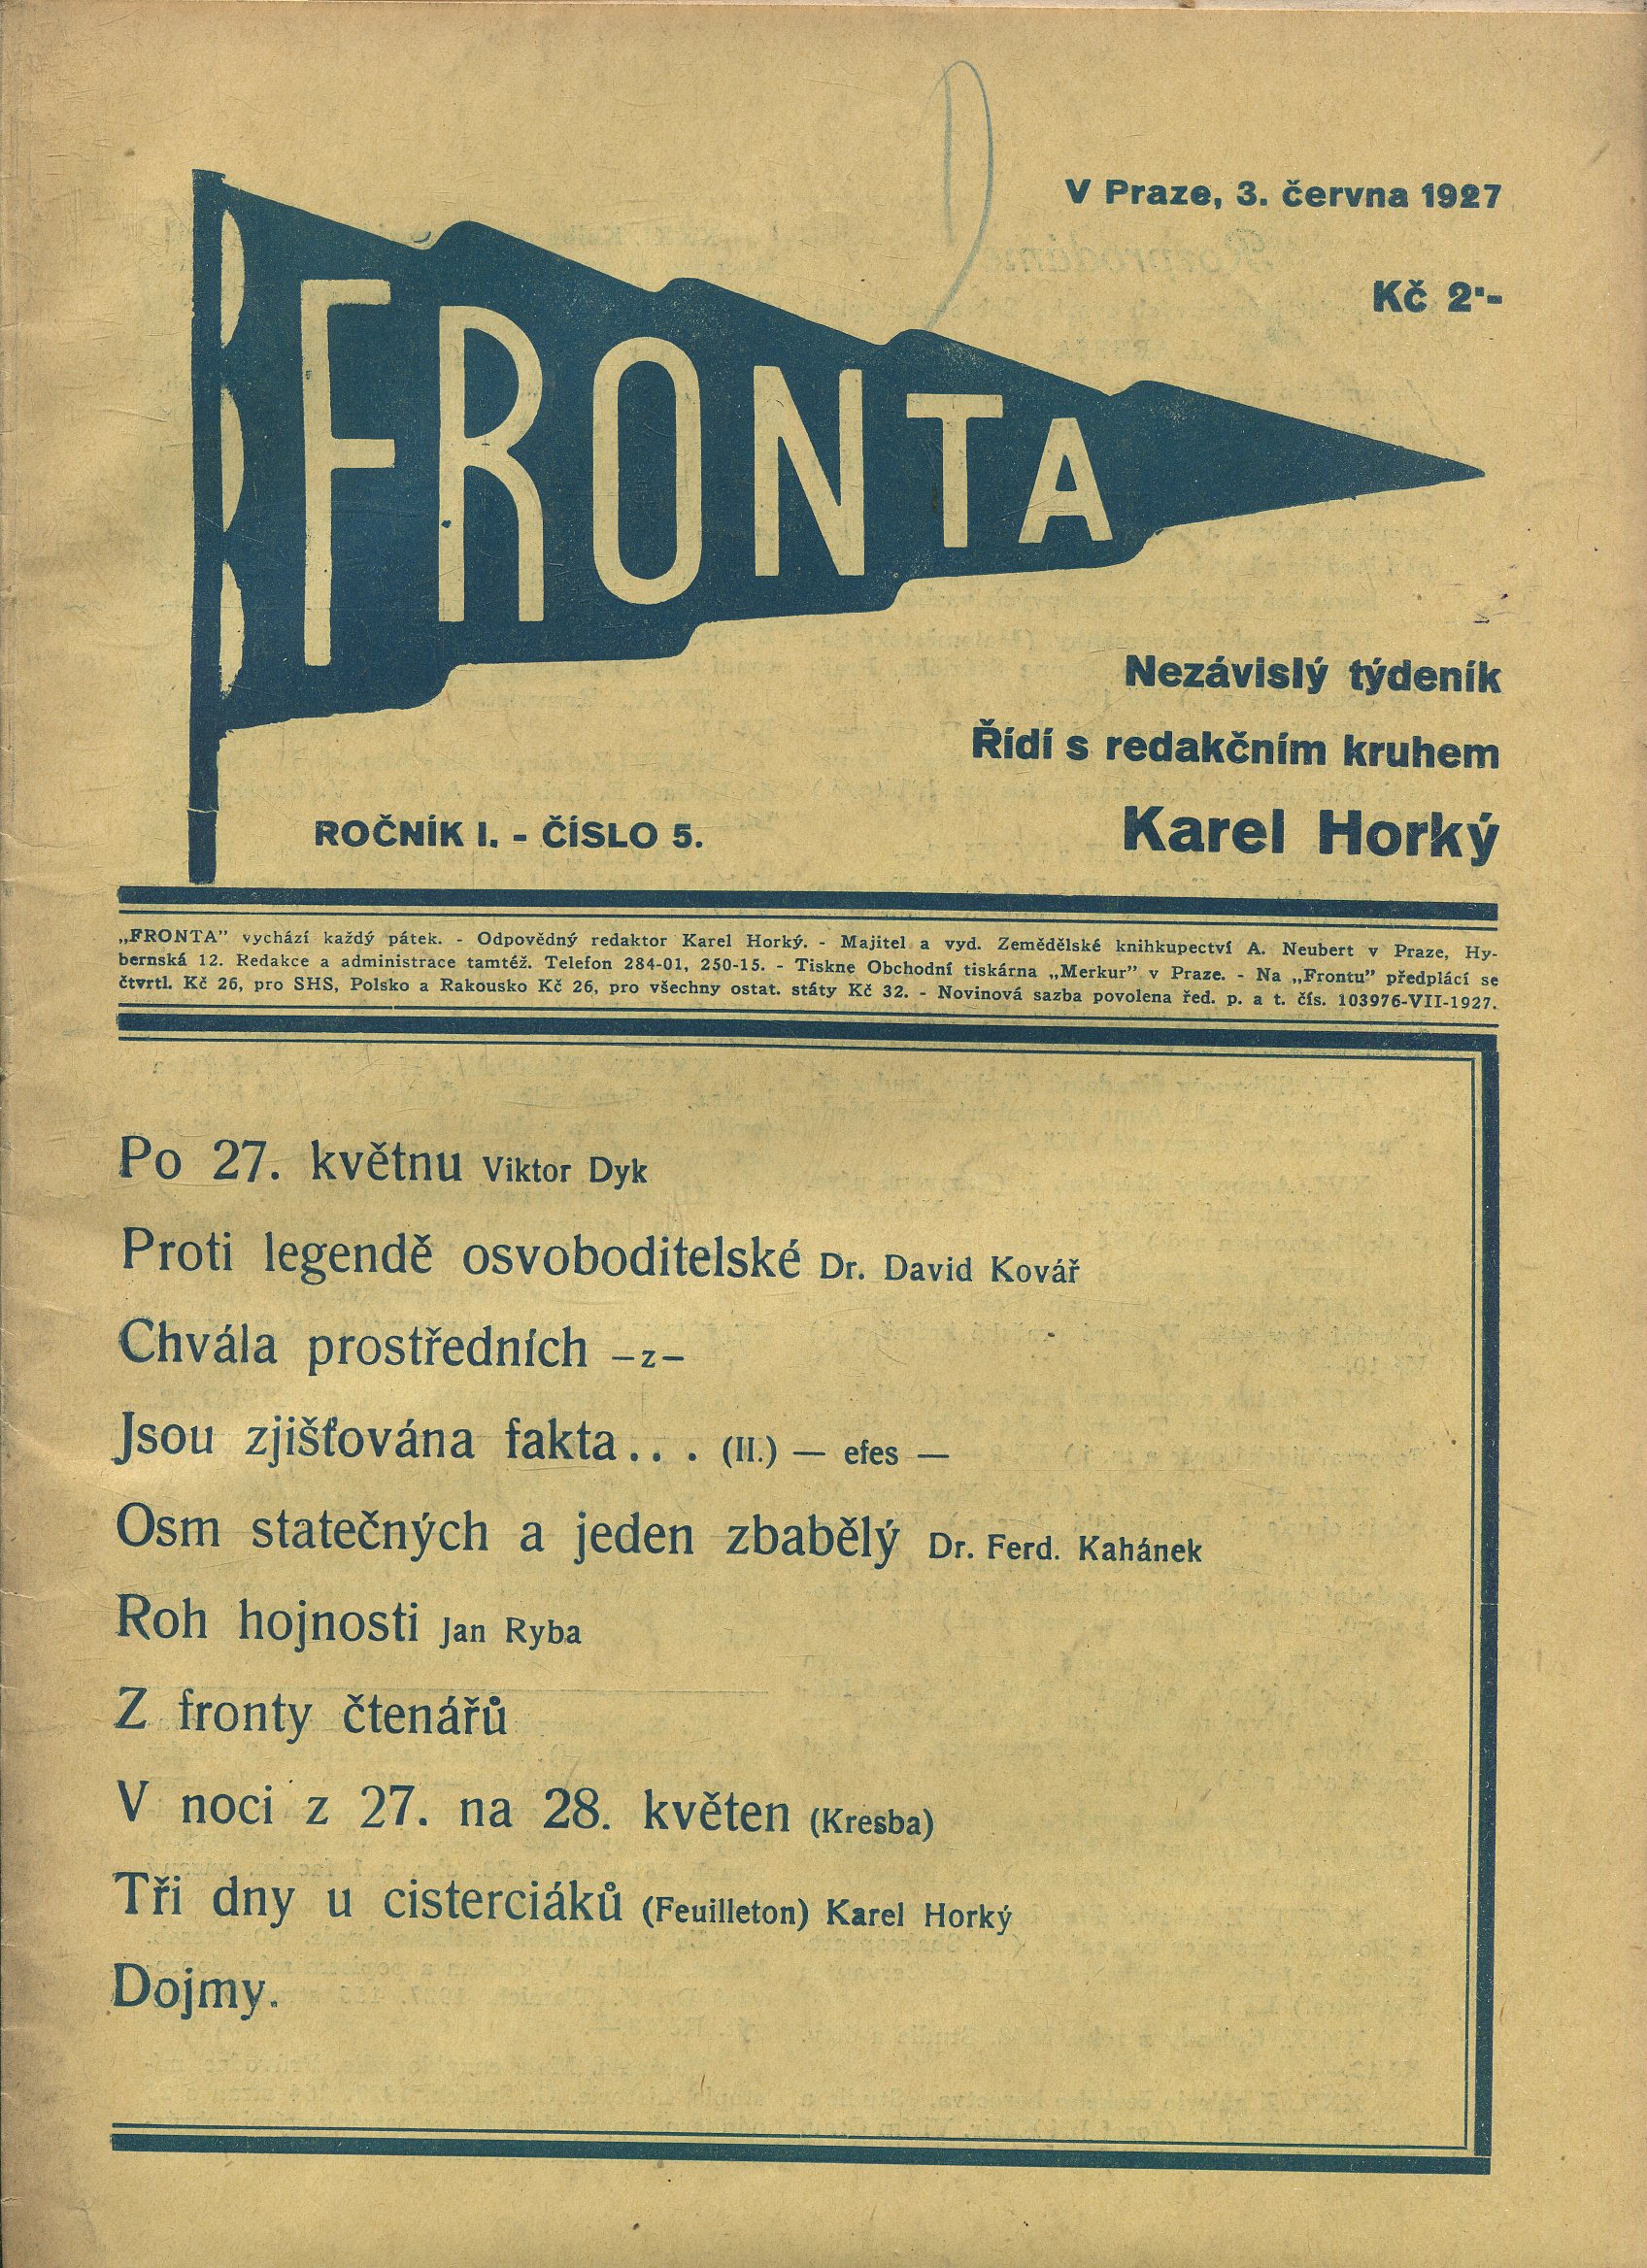 V Praze, 3. června 1927
Kč 2·-
FRONTA
Nezávislý týdeník
Řídí s redakčním kruhem
Karel Horký
ROČNÍK I. - ČÍSLO 5.
„FRONTA” vychází každý pátek. - Odpovědný redaktor Karel Horký. - Majitel a vyd. Zemědělské knihkupectví A. Neubert v Praze, Hy-
bernská 12. Redakce a administrace tamtéž. Telefon 284-01, 250-15. - Tiskne Obchodní tiskárna „Merkur” v Praze. - Na „Frontu” předplácí se
čtvrtl. Kč 26, pro SHS, Polsko a Rakousko Kč 26, pro všechny ostat. státy Kč 32. - Novinová sazba povolena řed. p. a t. čís. 103976-VII-1927.
Po 27. květnu Viktor Dyk
Proti legendě osvoboditelské Dr. David Kovář
Chvála prostředních –z–
Jsou zjišťována fakta... (II.) — efes —
Osm statečných a jeden zbabělý Dr. Ferd. Kahánek
Roh hojnosti Jan Ryba
Z fronty čtenářů
V noci z 27. na 28. květen (Kresba)
Tři dny u cisterciáků (Feuilleton) Karel Horký
Dojmy.